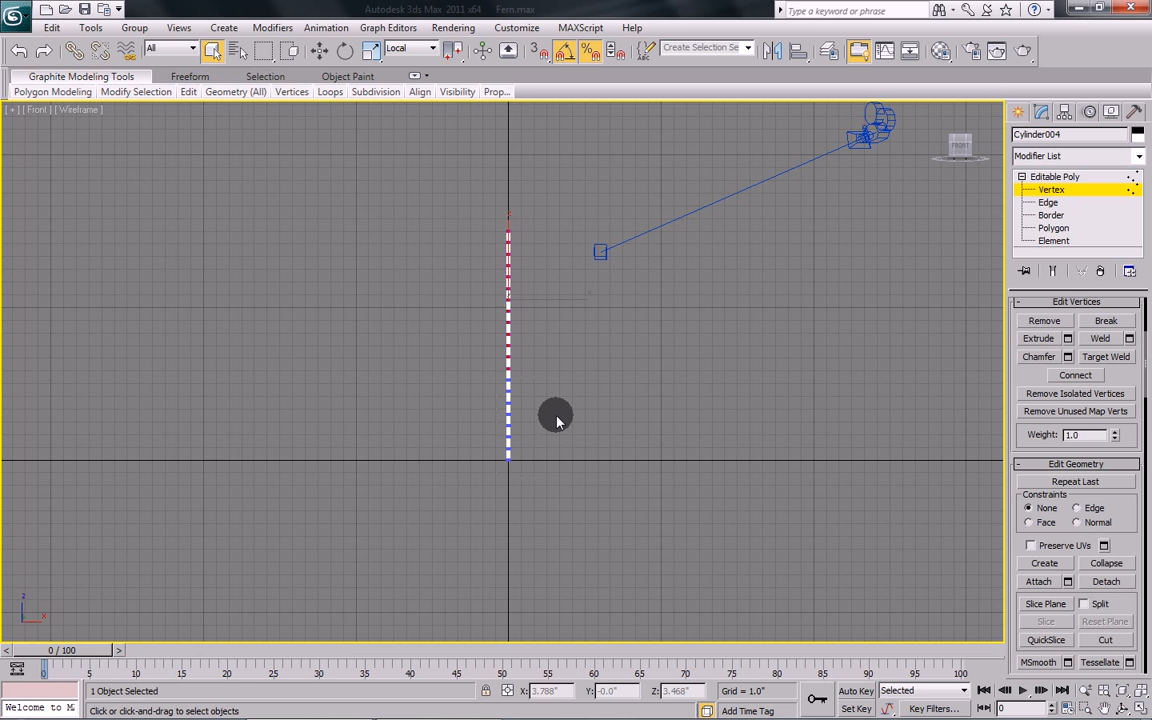 Autodesk 3ds Max 2011 x64 Fern.max Type a keyword or phrase
Edit Tools Group Views Create Modifiers Animation Graph Editors Rendering Customize MAXScript Help
All Local 3 Create Selection Se
Graphite Modeling Tools Freeform Selection Object Paint
Polygon Modeling Modify Selection Edit Geometry (All) Vertices Loops Subdivision Align Visibility Prop...
[ + ] [ Front ] [ Wireframe ]
FRONT
Cylinder004
Modifier List
Editable Poly
Vertex
Edge
Border
Polygon
Element
Edit Vertices
Remove Break
Extrude Weld
Chamfer Target Weld
Connect
Remove Isolated Vertices
Remove Unused Map Verts
Weight: 1.0
Edit Geometry
Repeat Last
Constraints
None Edge
Face Normal
Preserve UVs
Create Collapse
Attach Detach
Slice Plane Split
Slice Reset Plane
QuickSlice Cut
MSmooth Tessellate
z
x
0 / 100
0 5 10 15 20 25 30 35 40 45 50 55 60 65 70 75 80 85 90 95 100
1 Object Selected X: 3.788" Y: -0.0" Z: 3.468" Grid = 1.0" Auto Key Selected
Welcome to M Click or click-and-drag to select objects Add Time Tag Set Key Key Filters... 0